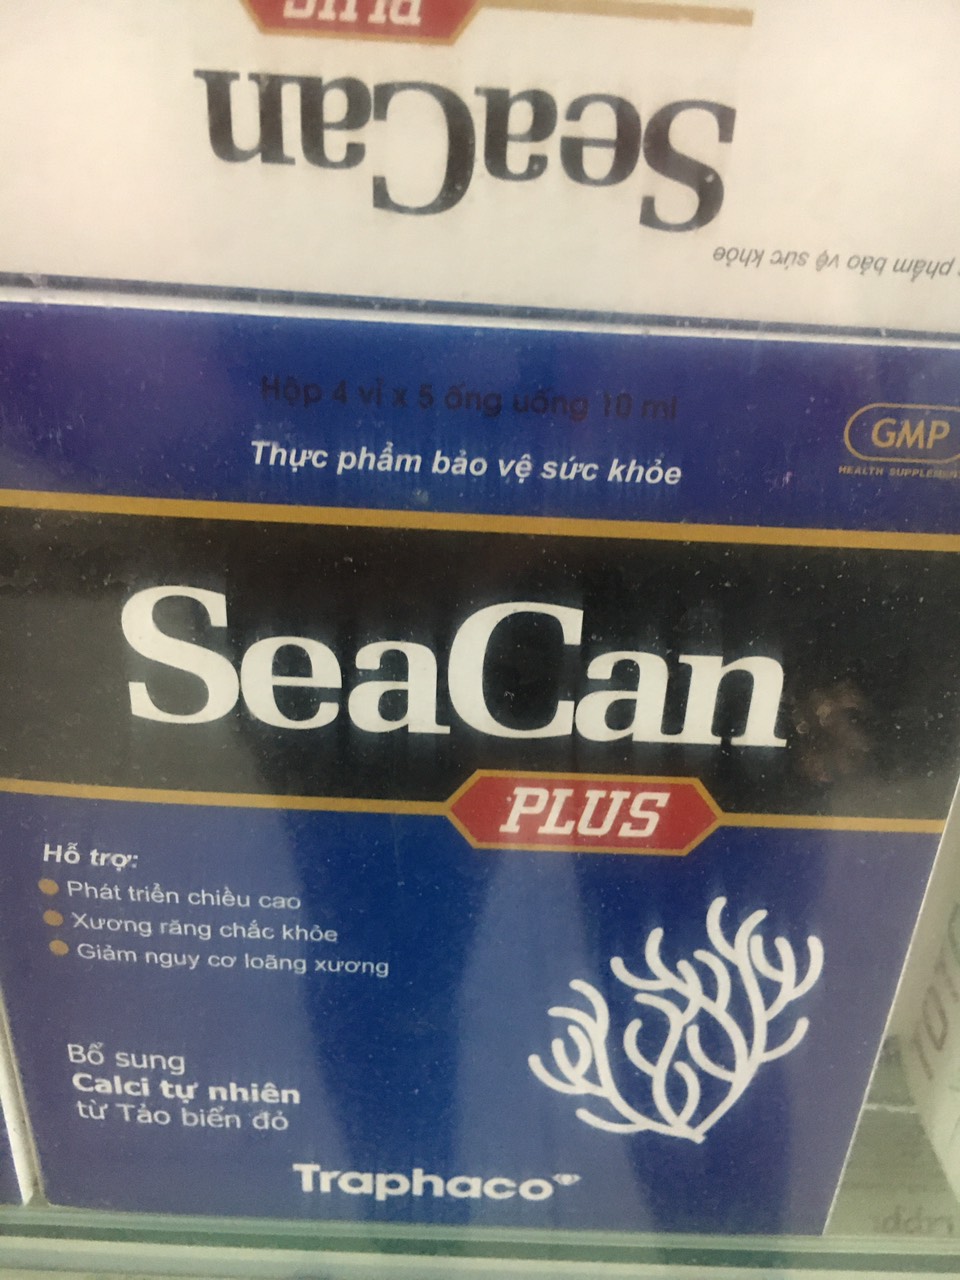 PLUS
SeaCan
phẩm bảo vệ sức khỏe
Hộp 4 vỉ x 5 ống uống 10 ml
Thực phẩm bảo vệ sức khỏe
GMP
HEALTH SUPPLEMENT
SeaCan
PLUS
Hỗ trợ:
Phát triển chiều cao
Xương răng chắc khỏe
Giảm nguy cơ loãng xương
Bổ sung
Calci tự nhiên
từ Tảo biển đỏ
Traphaco®